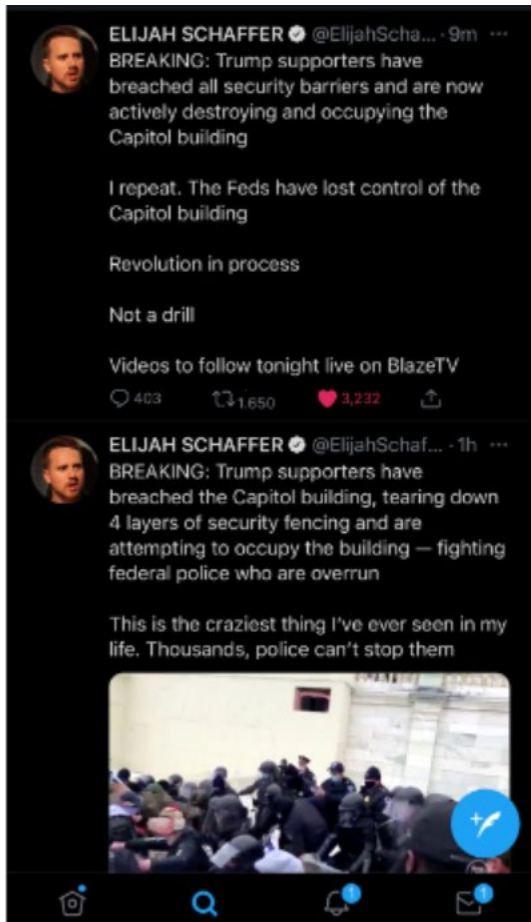 ELIJAH SCHAFFER @ElijahScha... · 9m ···
BREAKING: Trump supporters have
breached all security barriers and are now
actively destroying and occupying the
Capitol building
I repeat. The Feds have lost control of the
Capitol building
Revolution in process
Not a drill
Videos to follow tonight live on BlazeTV
403 1,650 3,232
ELIJAH SCHAFFER @ElijahSchaf... · 1h ···
BREAKING: Trump supporters have
breached the Capitol building, tearing down
4 layers of security fencing and are
attempting to occupy the building — fighting
federal police who are overrun
This is the craziest thing I've ever seen in my
life. Thousands, police can't stop them
1 1